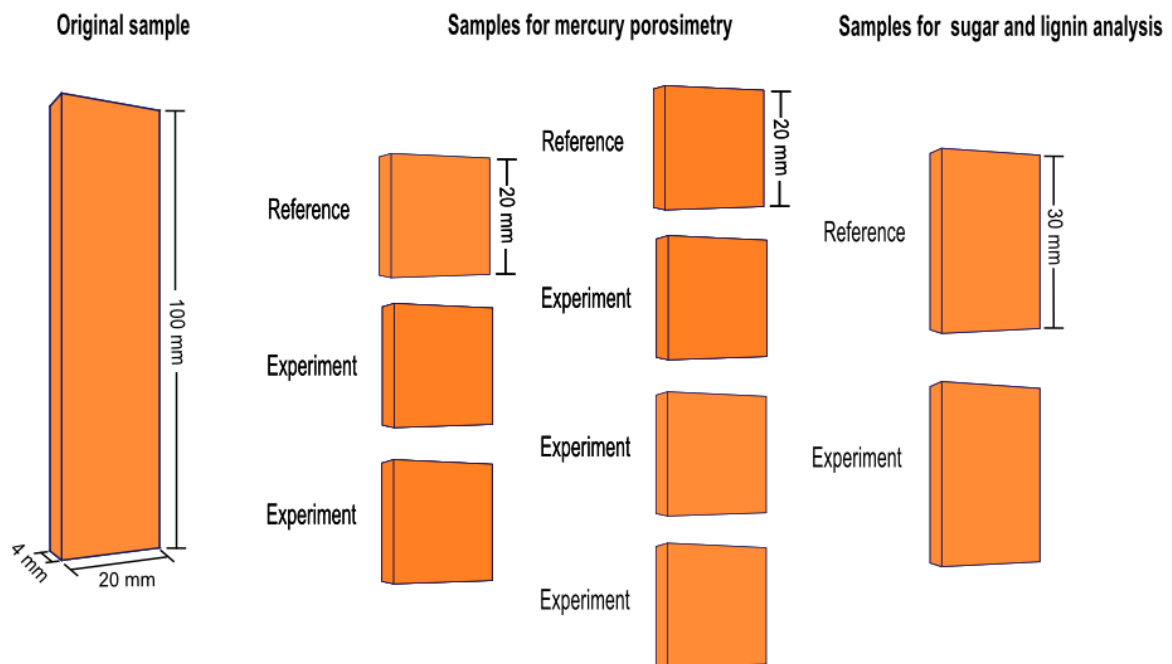 Original sample
Samples for mercury porosimetry
Samples for sugar and lignin analysis
100 mm
4 mm
20 mm
Reference
20 mm
Experiment
Experiment
Reference
20 mm
Experiment
Experiment
Experiment
Reference
30 mm
Experiment